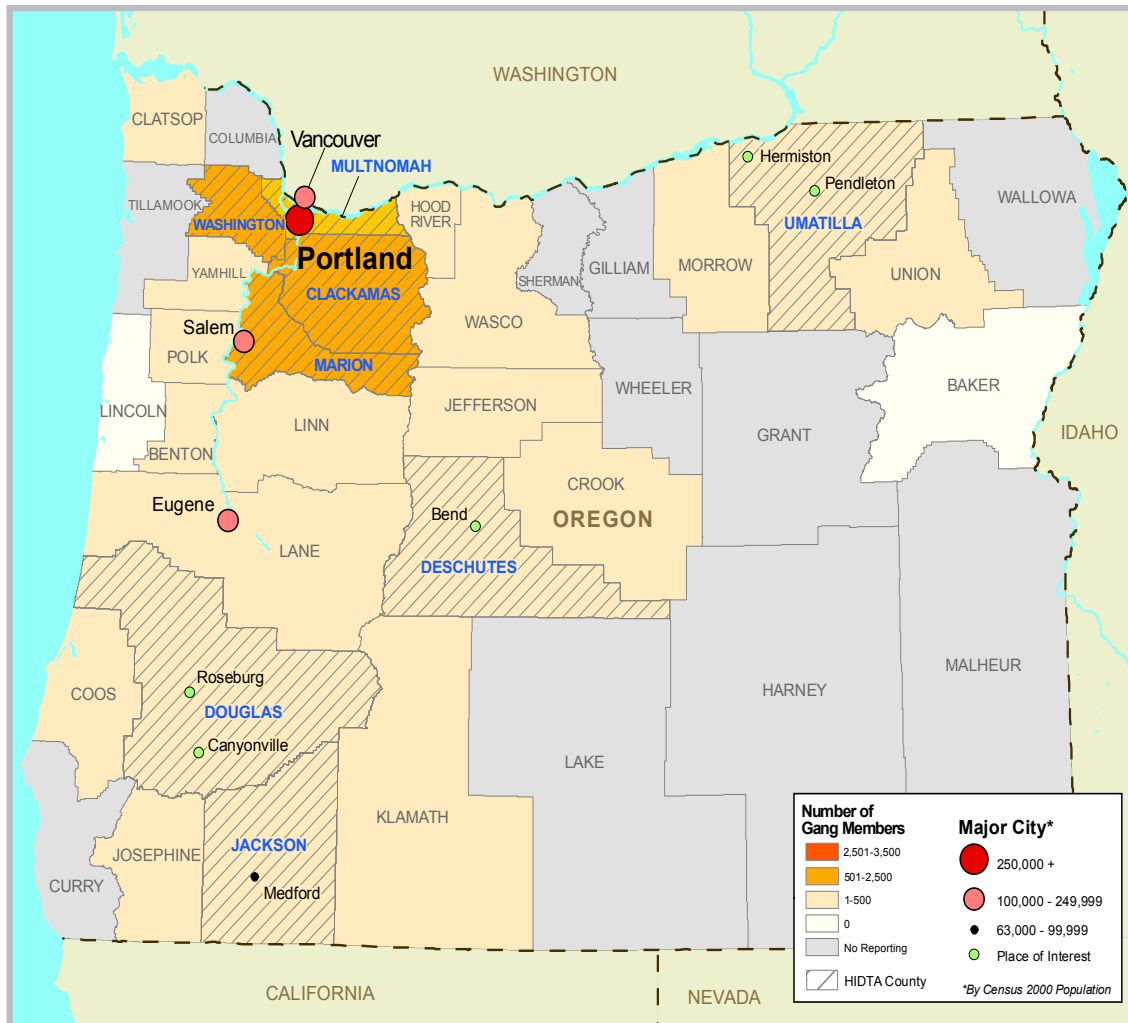 WASHINGTON
CLATSOP
COLUMBIA
Vancouver
MULTNOMAH
Hermiston
Pendleton
WALLOWA
TILLAMOOK
WASHINGTON
HOOD
RIVER
UMATILLA
Portland
YAMHILL
CLACKAMAS
SHERMAN
GILLIAM
MORROW
UNION
Salem
WASCO
POLK
MARION
WHEELER
BAKER
LINCOLN
JEFFERSON
LINN
GRANT
IDAHO
BENTON
CROOK
Eugene
Bend
OREGON
LANE
DESCHUTES
MALHEUR
Roseburg
COOS
HARNEY
DOUGLAS
Canyonville
LAKE
KLAMATH
JACKSON
JOSEPHINE
CURRY
Medford
CALIFORNIA
NEVADA
Number of
Gang Members
2,501-3,500
501-2,500
1-500
0
No Reporting
HIDTA County
Major City*
250,000 +
100,000 - 249,999
63,000 - 99,999
Place of Interest
*By Census 2000 Population